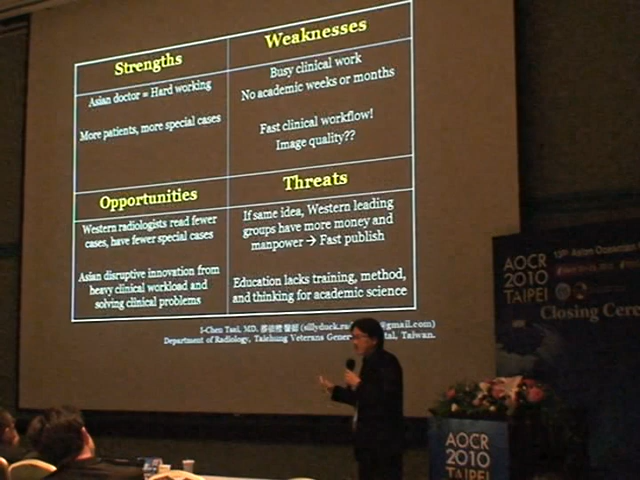 Strengths
Asian doctor = Hard working
More patients, more special cases
Weaknesses
Busy clinical work
No academic weeks or months
Fast clinical workflow!
Image quality??
Opportunities
Western radiologists read fewer
cases, have fewer special cases
Asian disruptive innovation from
heavy clinical workload and
solving clinical problems
Threats
If same idea, Western leading
groups have more money and
manpower → Fast publish
Education lacks training, method,
and thinking for academic science
I-Chen Tsai, MD.
Department of Radiology, Taichung Veterans Taiwan.
AOCR
2010
TAIPEI
Closing
AOCR
2010
TAIPEI